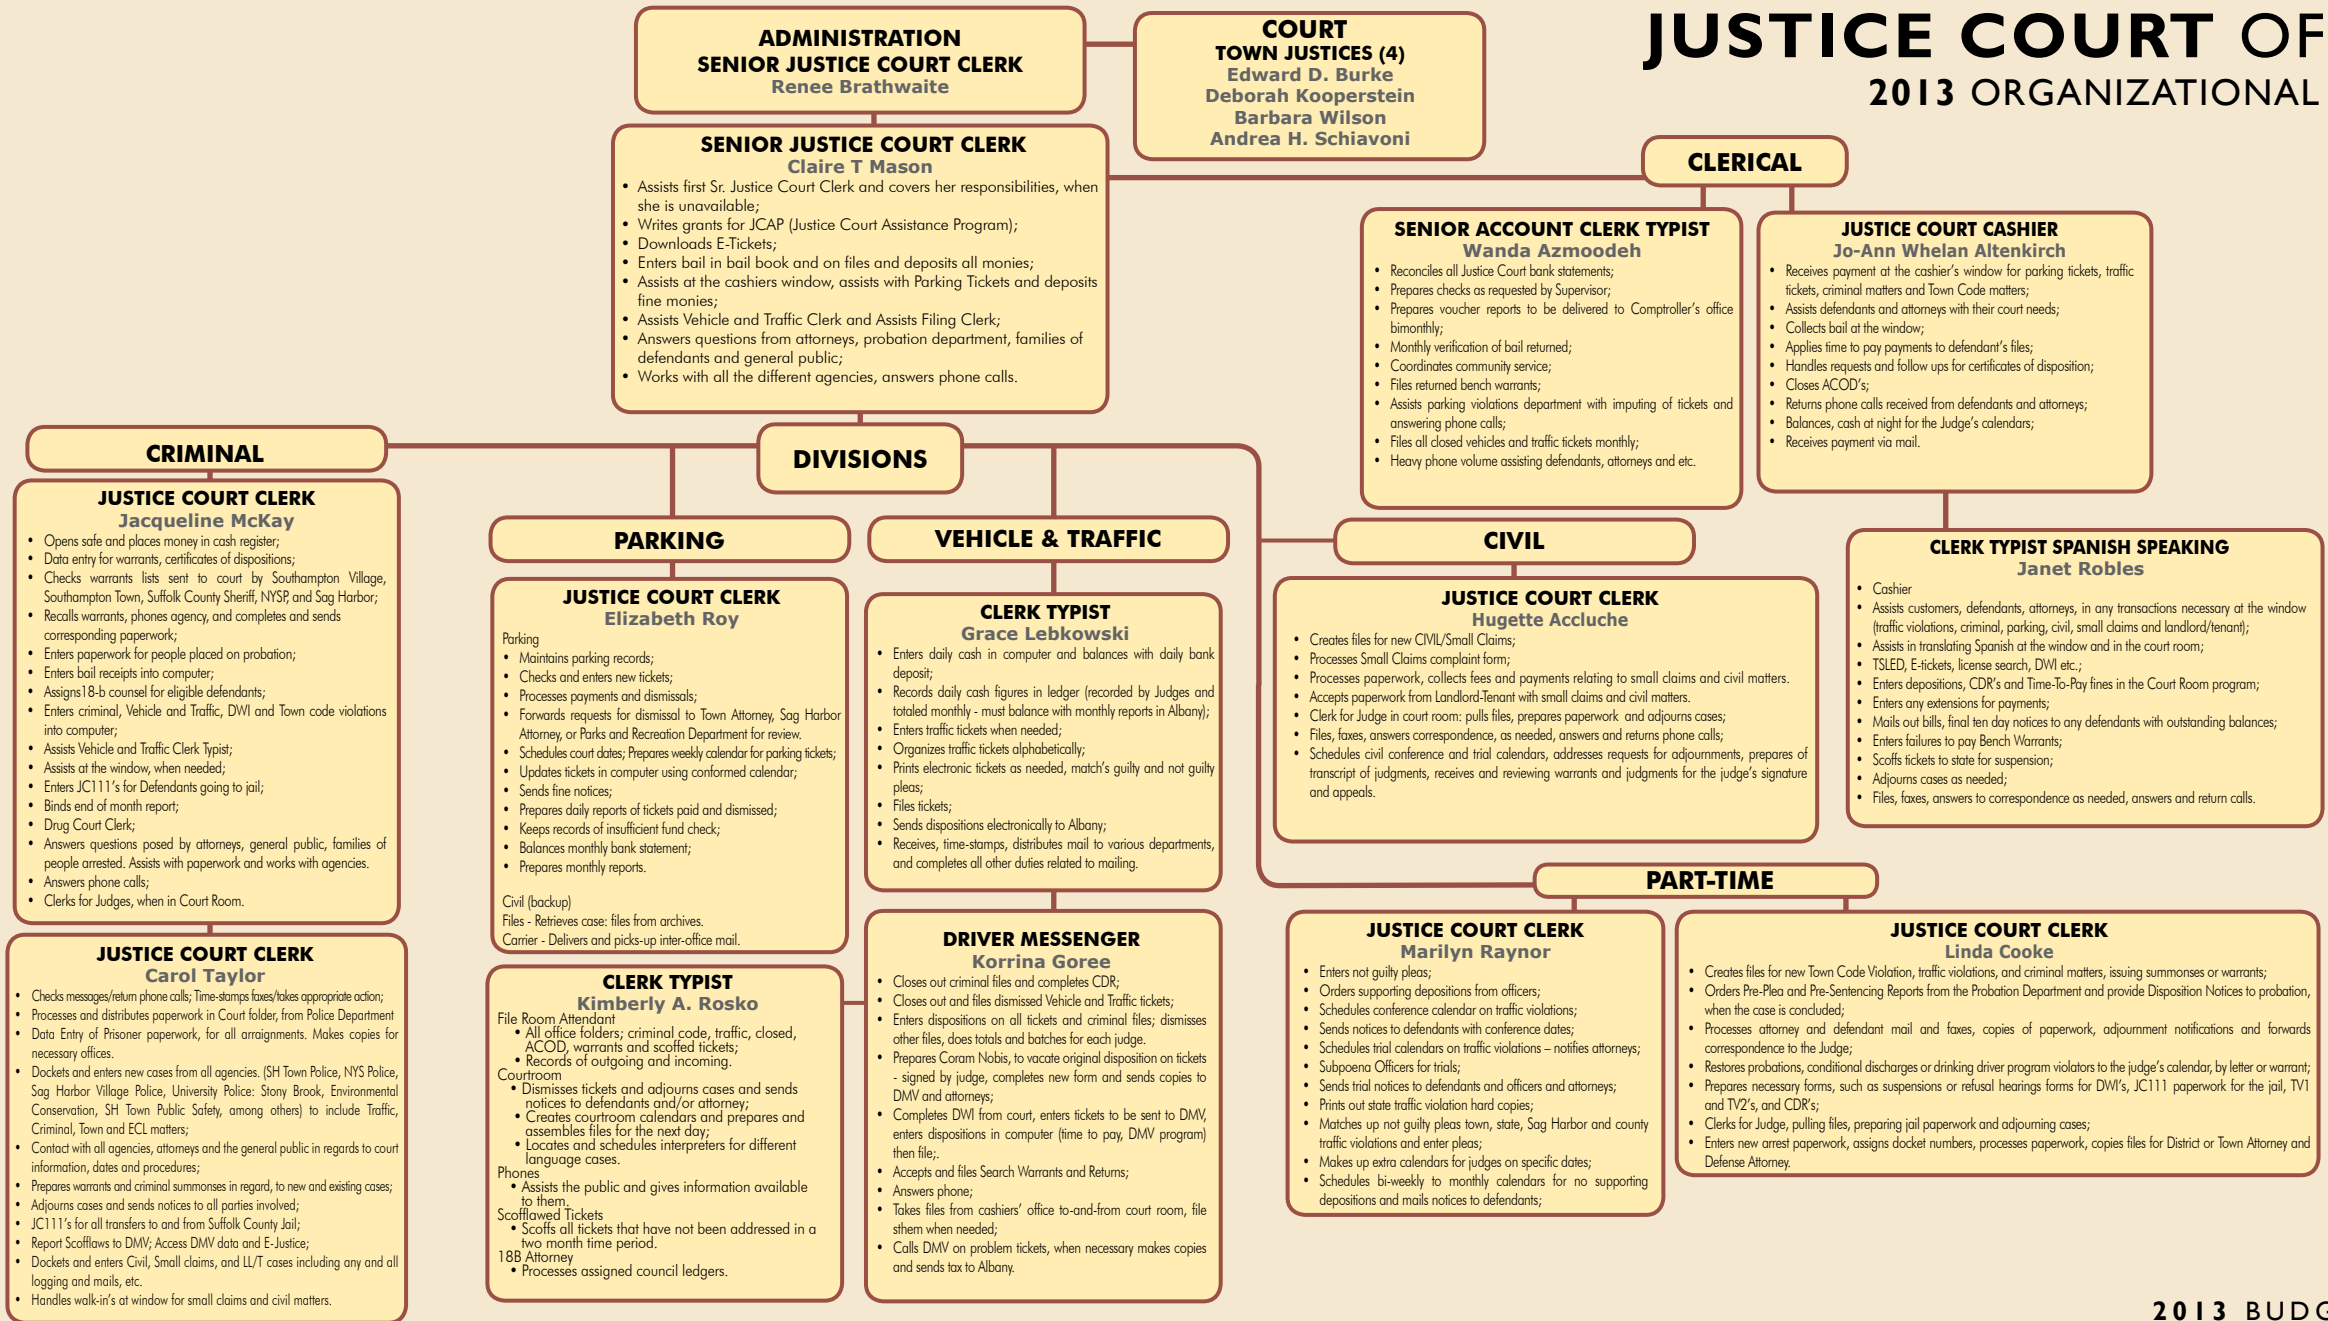 JUSTICE COURT OF
2013 ORGANIZATIONAL
ADMINISTRATION
SENIOR JUSTICE COURT CLERK
Renee Brathwaite
COURT
TOWN JUSTICES (4)
Edward D. Burke
Deborah Kooperstein
Barbara Wilson
Andrea H. Schiavoni
SENIOR JUSTICE COURT CLERK
Claire T Mason
• Assists first Sr. Justice Court Clerk and covers her responsibilities, when
she is unavailable;
• Writes grants for JCAP (Justice Court Assistance Program);
• Downloads E-Tickets;
• Enters bail in bail book and on files and deposits all monies;
• Assists at the cashiers window, assists with Parking Tickets and deposits
fine monies;
• Assists Vehicle and Traffic Clerk and Assists Filing Clerk;
• Answers questions from attorneys, probation department, families of
defendants and general public;
• Works with all the different agencies, answers phone calls.
CLERICAL
SENIOR ACCOUNT CLERK TYPIST
Wanda Azmoodeh
• Reconciles all Justice Court bank statements;
• Prepares checks as requested by Supervisor;
• Prepares voucher reports to be delivered to Comptroller's office
bimonthly;
• Monthly verification of bail returned;
• Coordinates community service;
• Files returned bench warrants;
• Assists parking violations department with imputing of tickets and
answering phone calls;
• Files all closed vehicles and traffic tickets monthly;
• Heavy phone volume assisting defendants, attorneys and etc.
JUSTICE COURT CASHIER
Jo-Ann Whelan Altenkirch
• Receives payment at the cashier's window for parking tickets, traffic
tickets, criminal matters and Town Code matters;
• Assists defendants and attorneys with their court needs;
• Collects bail at the window;
• Applies time to pay payments to defendant's files;
• Handles requests and follow ups for certificates of disposition;
• Closes ACOD's;
• Returns phone calls received from defendants and attorneys;
• Balances, cash at night for the Judge's calendars;
• Receives payment via mail.
CLERK TYPIST SPANISH SPEAKING
Janet Robles
• Cashier
• Assists customers, defendants, attorneys, in any transactions necessary at the window
(traffic violations, criminal, parking, civil, small claims and landlord/tenant);
• Assists in translating Spanish at the window and in the court room;
• TSLED, E-tickets, license search, DWI etc.;
• Enters depositions, CDR's and Time-To-Pay fines in the Court Room program;
• Enters any extensions for payments;
• Mails out bills, final ten day notices to any defendants with outstanding balances;
• Enters failures to pay Bench Warrants;
• Scoffs tickets to state for suspension;
• Adjourns cases as needed;
• Files, faxes, answers to correspondence as needed, answers and return calls.
DIVISIONS
CRIMINAL
JUSTICE COURT CLERK
Jacqueline McKay
• Opens safe and places money in cash register;
• Data entry for warrants, certificates of dispositions;
• Checks warrants lists sent to court by Southampton Village,
Southampton Town, Suffolk County Sheriff, NYSP, and Sag Harbor;
• Recalls warrants, phones agency, and completes and sends
corresponding paperwork;
• Enters paperwork for people placed on probation;
• Enters bail receipts into computer;
• Assigns18-b counsel for eligible defendants;
• Enters criminal, Vehicle and Traffic, DWI and Town code violations
into computer;
• Assists Vehicle and Traffic Clerk Typist;
• Assists at the window, when needed;
• Enters JC111's for Defendants going to jail;
• Binds end of month report;
• Drug Court Clerk;
• Answers questions posed by attorneys, general public, families of
people arrested. Assists with paperwork and works with agencies.
• Answers phone calls;
• Clerks for Judges, when in Court Room.
JUSTICE COURT CLERK
Carol Taylor
• Checks messages/return phone calls; Time-stamps faxes/takes appropriate action;
• Processes and distributes paperwork in Court folder, from Police Department
• Data Entry of Prisoner paperwork, for all arraignments. Makes copies for
necessary offices.
• Dockets and enters new cases from all agencies. (SH Town Police, NYS Police,
Sag Harbor Village Police, University Police: Stony Brook, Environmental
Conservation, SH Town Public Safety, among others) to include Traffic,
Criminal, Town and ECL matters;
• Contact with all agencies, attorneys and the general public in regards to court
information, dates and procedures;
• Prepares warrants and criminal summonses in regard, to new and existing cases;
• Adjourns cases and sends notices to all parties involved;
• JC111's for all transfers to and from Suffolk County Jail;
• Report Scofflaws to DMV; Access DMV data and E-Justice;
• Dockets and enters Civil, Small claims, and LL/T cases including any and all
logging and mails, etc.
• Handles walk-in's at window for small claims and civil matters.
PARKING
JUSTICE COURT CLERK
Elizabeth Roy
Parking
• Maintains parking records;
• Checks and enters new tickets;
• Processes payments and dismissals;
• Forwards requests for dismissal to Town Attorney, Sag Harbor
Attorney, or Parks and Recreation Department for review.
• Schedules court dates; Prepares weekly calendar for parking tickets;
• Updates tickets in computer using conformed calendar;
• Sends fine notices;
• Prepares daily reports of tickets paid and dismissed;
• Keeps records of insufficient fund check;
• Balances monthly bank statement;
• Prepares monthly reports.
Civil (backup)
Files - Retrieves case: files from archives.
Carrier - Delivers and picks-up inter-office mail.
CLERK TYPIST
Kimberly A. Rosko
File Room Attendant
• All office folders; criminal code, traffic, closed,
ACOD, warrants and scoffed tickets;
• Records of outgoing and incoming.
Courtroom
• Dismisses tickets and adjourns cases and sends
notices to defendants and/or attorney;
• Creates courtroom calendars and prepares and
assembles files for the next day;
• Locates and schedules interpreters for different
language cases.
Phones
• Assists the public and gives information available
to them.
Scofflawed Tickets
• Scoffs all tickets that have not been addressed in a
two month time period.
18B Attorney
• Processes assigned council ledgers.
VEHICLE & TRAFFIC
CLERK TYPIST
Grace Lebkowski
• Enters daily cash in computer and balances with daily bank
deposit;
• Records daily cash figures in ledger (recorded by Judges and
totaled monthly - must balance with monthly reports in Albany);
• Enters traffic tickets when needed;
• Organizes traffic tickets alphabetically;
• Prints electronic tickets as needed, match's guilty and not guilty
pleas;
• Files tickets;
• Sends dispositions electronically to Albany;
• Receives, time-stamps, distributes mail to various departments,
and completes all other duties related to mailing.
DRIVER MESSENGER
Korrina Goree
• Closes out criminal files and completes CDR;
• Closes out and files dismissed Vehicle and Traffic tickets;
• Enters dispositions on all tickets and criminal files; dismisses
other files, does totals and batches for each judge.
• Prepares Coram Nobis, to vacate original disposition on tickets
- signed by judge, completes new form and sends copies to
DMV and attorneys;
• Completes DWI from court, enters tickets to be sent to DMV,
enters dispositions in computer (time to pay, DMV program)
then file;.
• Accepts and files Search Warrants and Returns;
• Answers phone;
• Takes files from cashiers' office to-and-from court room, file
sthem when needed;
• Calls DMV on problem tickets, when necessary makes copies
and sends tax to Albany.
CIVIL
JUSTICE COURT CLERK
Hugette Accluche
• Creates files for new CIVIL/Small Claims;
• Processes Small Claims complaint form;
• Processes paperwork, collects fees and payments relating to small claims and civil matters.
• Accepts paperwork from Landlord-Tenant with small claims and civil matters.
• Clerk for Judge in court room: pulls files, prepares paperwork and adjourns cases;
• Files, faxes, answers correspondence, as needed, answers and returns phone calls;
• Schedules civil conference and trial calendars, addresses requests for adjournments, prepares of
transcript of judgments, receives and reviewing warrants and judgments for the judge's signature
and appeals.
PART-TIME
JUSTICE COURT CLERK
Marilyn Raynor
• Enters not guilty pleas;
• Orders supporting depositions from officers;
• Schedules conference calendar on traffic violations;
• Sends notices to defendants with conference dates;
• Schedules trial calendars on traffic violations – notifies attorneys;
• Subpoena Officers for trials;
• Sends trial notices to defendants and officers and attorneys;
• Prints out state traffic violation hard copies;
• Matches up not guilty pleas town, state, Sag Harbor and county
traffic violations and enter pleas;
• Makes up extra calendars for judges on specific dates;
• Schedules bi-weekly to monthly calendars for no supporting
depositions and mails notices to defendants;
JUSTICE COURT CLERK
Linda Cooke
• Creates files for new Town Code Violation, traffic violations, and criminal matters, issuing summonses or warrants;
• Orders Pre-Plea and Pre-Sentencing Reports from the Probation Department and provide Disposition Notices to probation,
when the case is concluded;
• Processes attorney and defendant mail and faxes, copies of paperwork, adjournment notifications and forwards
correspondence to the Judge;
• Restores probations, conditional discharges or drinking driver program violators to the judge's calendar, by letter or warrant;
• Prepares necessary forms, such as suspensions or refusal hearings forms for DWI's, JC111 paperwork for the jail, TV1
and TV2's, and CDR's;
• Clerks for Judge, pulling files, preparing jail paperwork and adjourning cases;
• Enters new arrest paperwork, assigns docket numbers, processes paperwork, copies files for District or Town Attorney and
Defense Attorney.
2013 BUDG